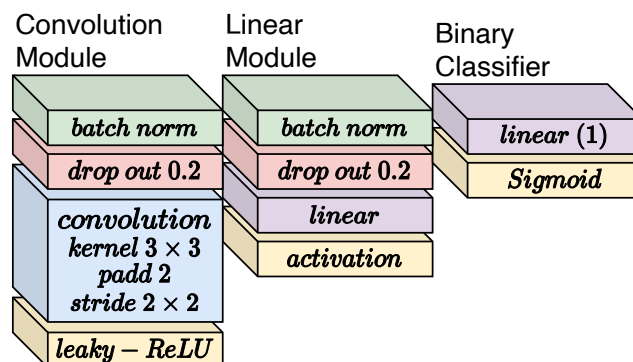 Convolution
Module
batch norm
drop out 0.2
convolution
kernel 3 × 3
padd 2
stride 2 × 2
leaky − ReLU
Linear
Module
batch norm
drop out 0.2
linear
activation
Binary
Classifier
linear (1)
Sigmoid